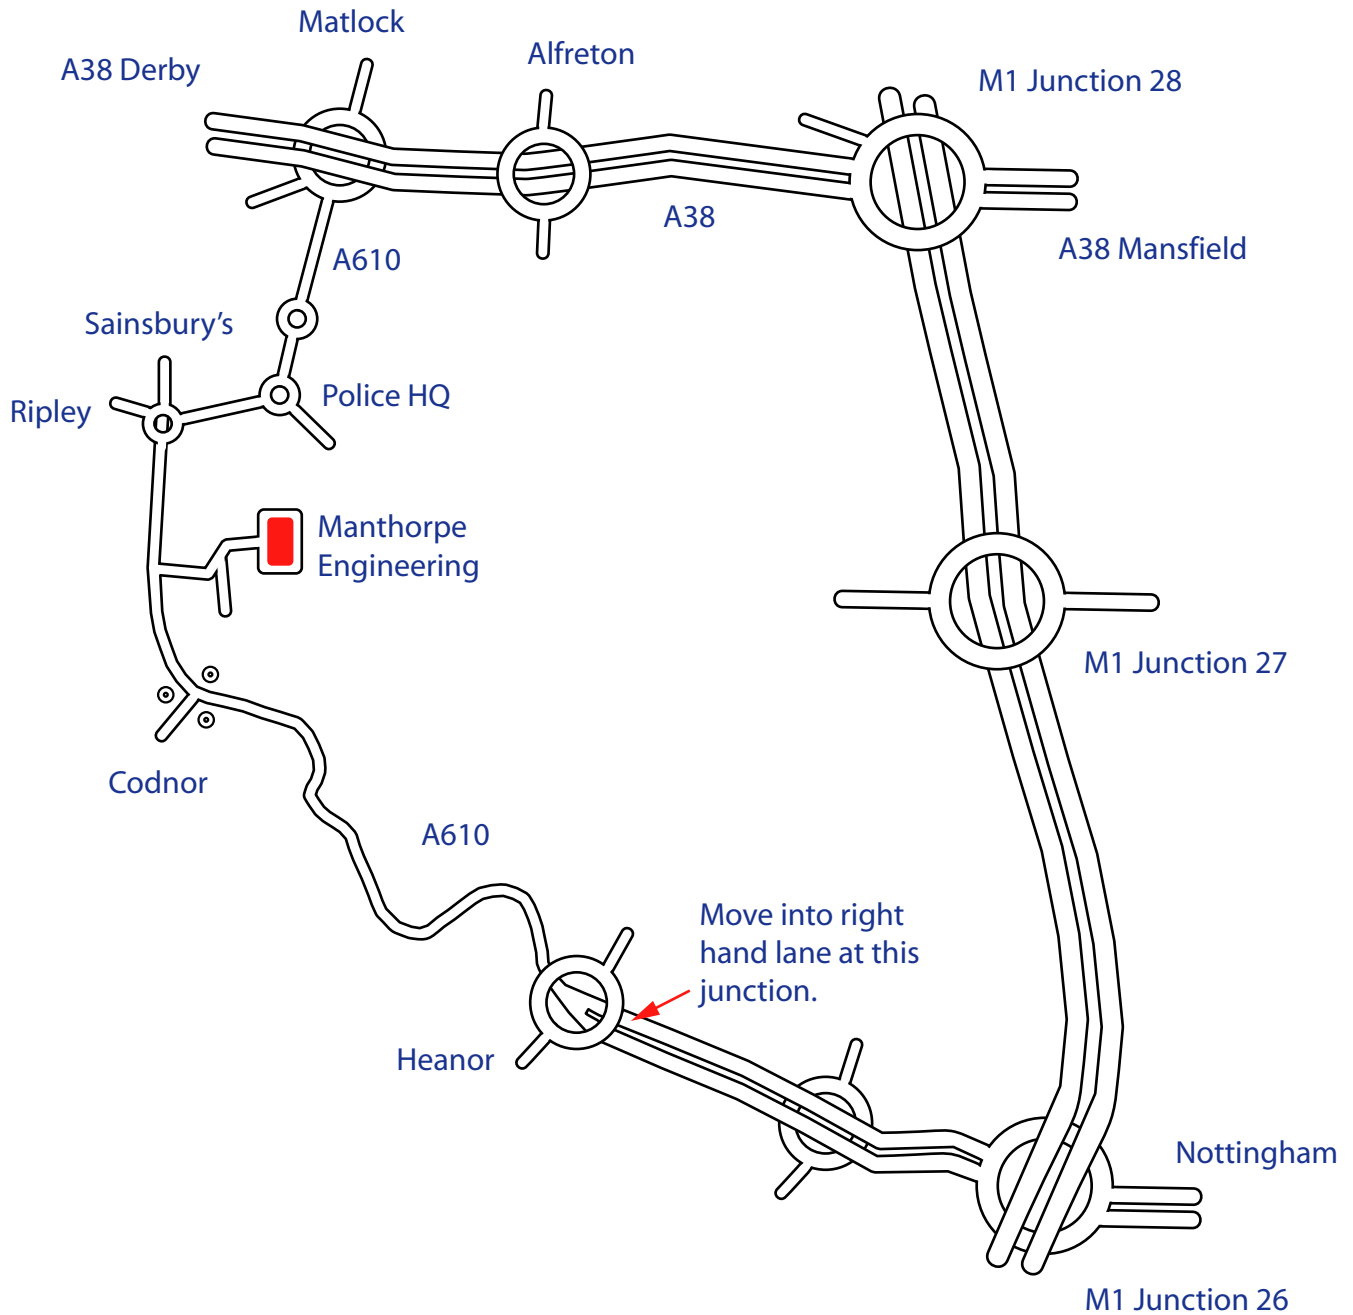 Matlock
Alfreton
A38 Derby
M1 Junction 28
A38
A38 Mansfield
A610
Sainsbury's
Ripley
Police HQ
Manthorpe
Engineering
M1 Junction 27
Codnor
A610
Move into right
hand lane at this
junction.
Heanor
Nottingham
M1 Junction 26